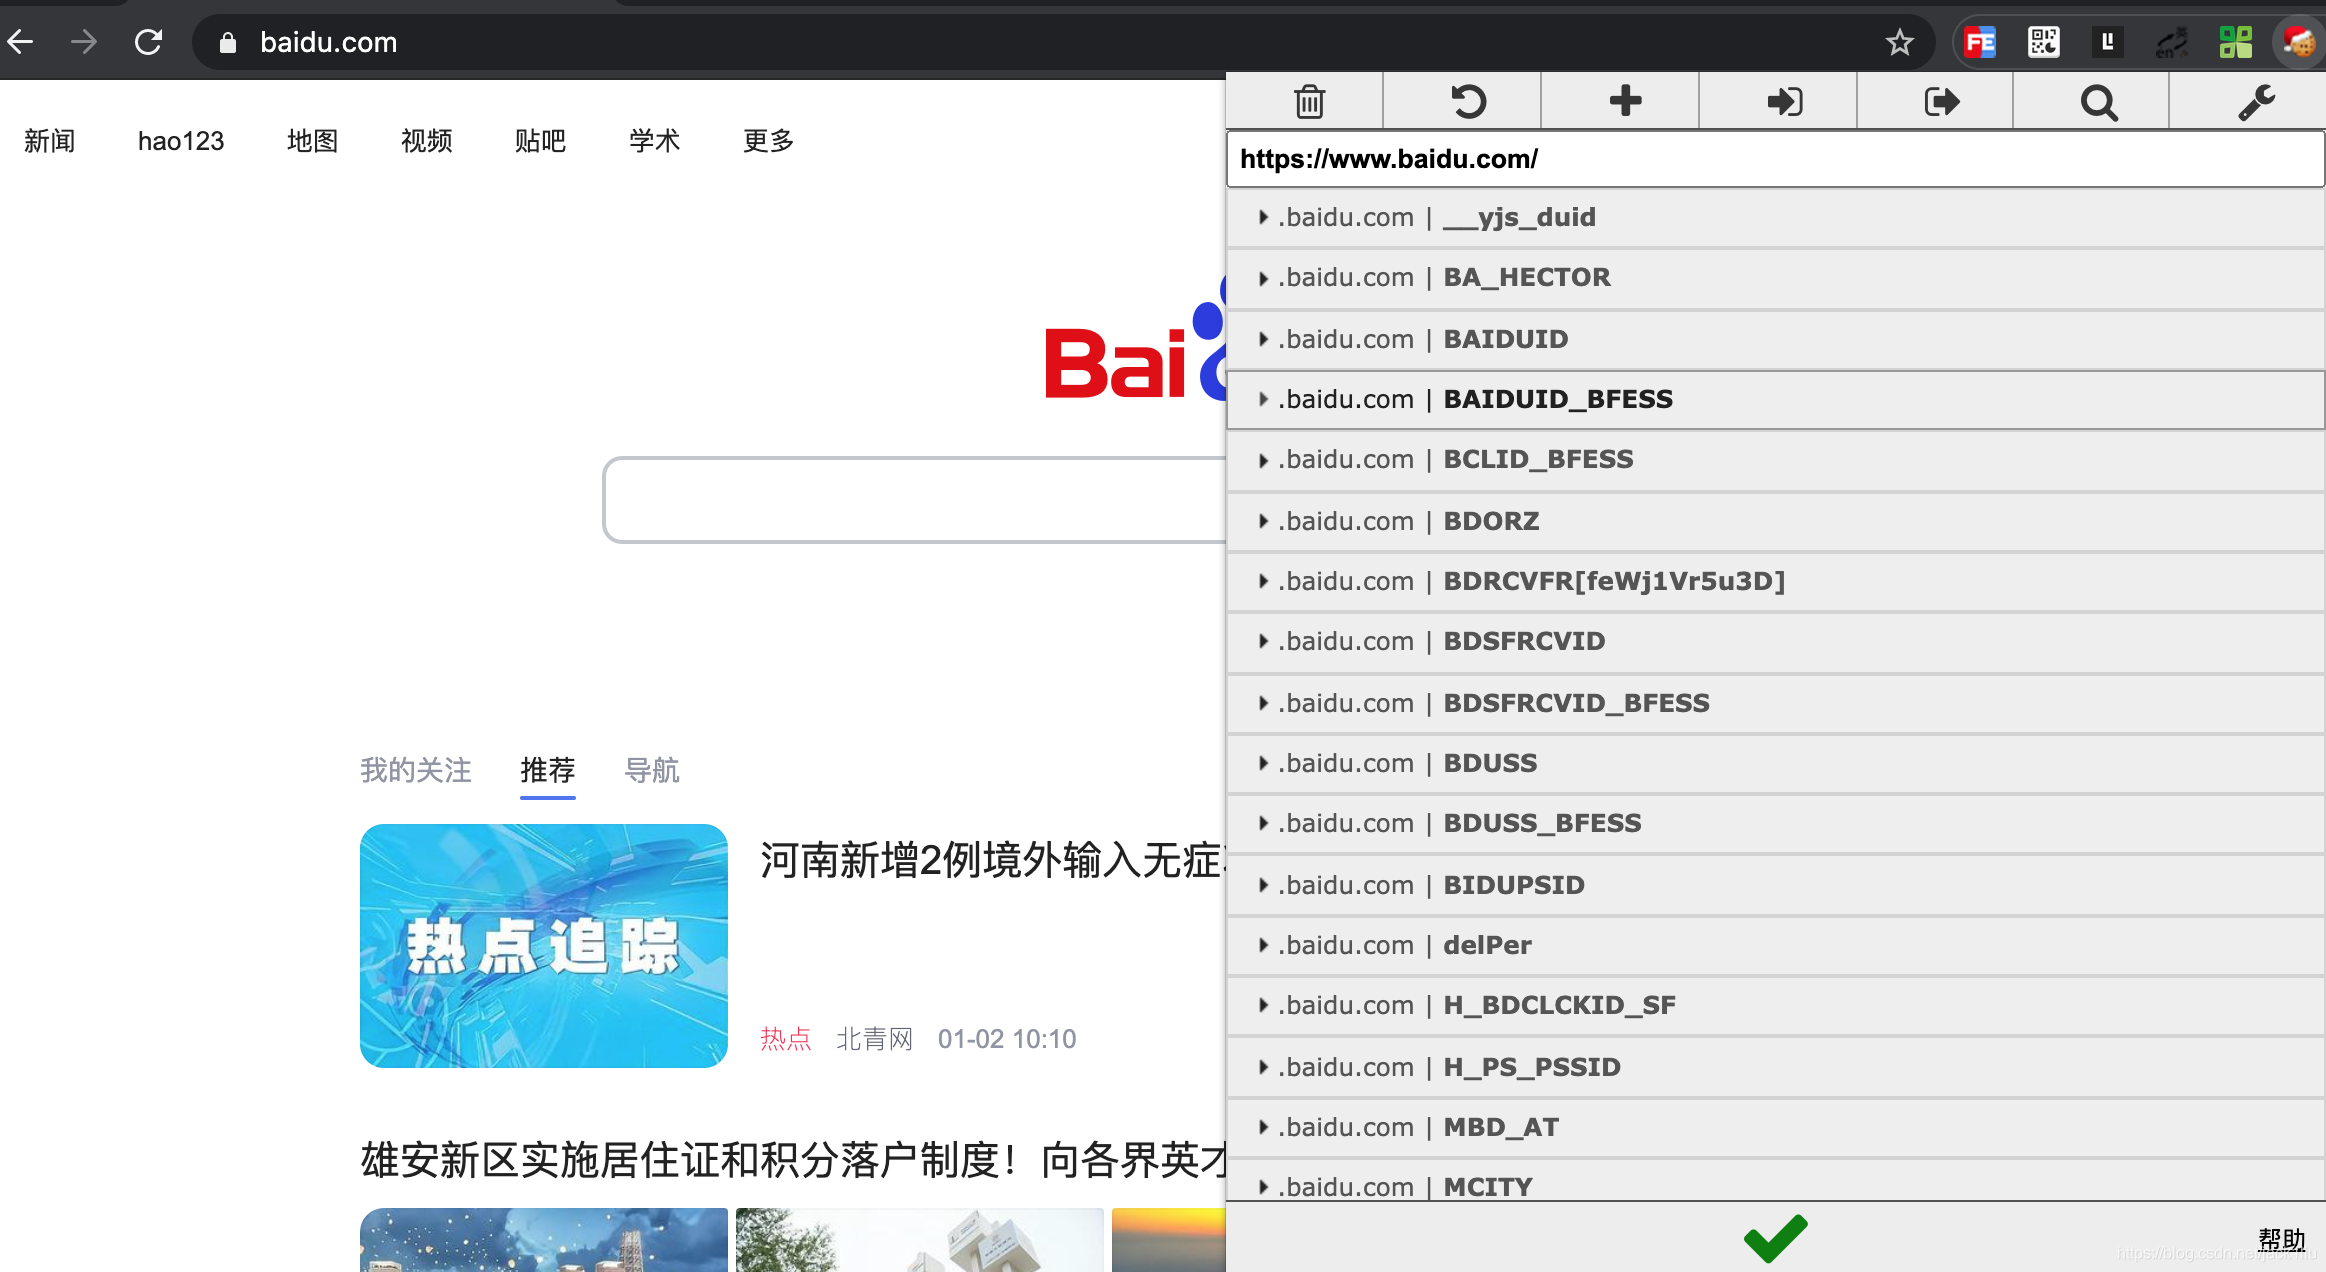 baidu.com
FE
en 英
新闻 hao123 地图 视频 贴吧 学术 更多
https://www.baidu.com/
.baidu.com | __yjs_duid
.baidu.com | BA_HECTOR
.baidu.com | BAIDUID
.baidu.com | BAIDUID_BFESS
.baidu.com | BCLID_BFESS
.baidu.com | BDORZ
.baidu.com | BDRCVFR[feWj1Vr5u3D]
.baidu.com | BDSFRCVID
.baidu.com | BDSFRCVID_BFESS
.baidu.com | BDUSS
.baidu.com | BDUSS_BFESS
.baidu.com | BIDUPSID
.baidu.com | delPer
.baidu.com | H_BDCLCKID_SF
.baidu.com | H_PS_PSSID
.baidu.com | MBD_AT
.baidu.com | MCITY
帮助
Bai
我的关注 推荐 导航
热点追踪
河南新增2例境外输入无症
热点 北青网 01-02 10:10
雄安新区实施居住证和积分落户制度！向各界英才